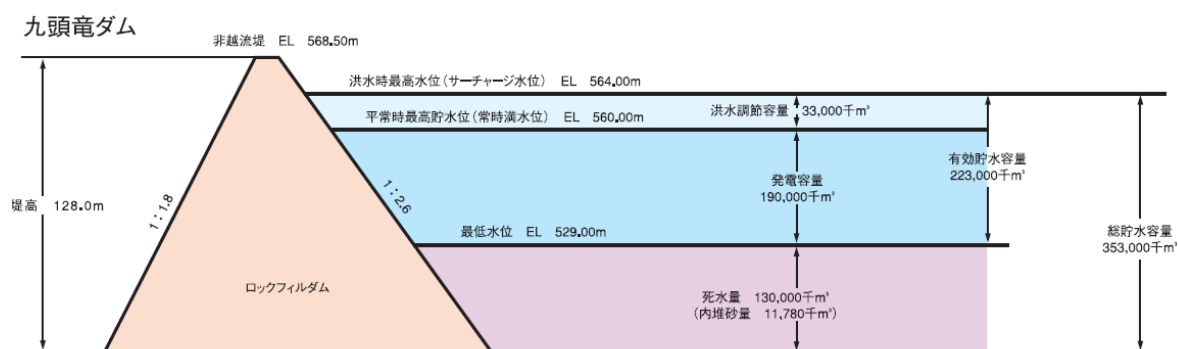 九頭竜ダム
非越流堤　EL　568.50m
洪水時最高水位(サーチャージ水位)　EL　564.00m
洪水調節容量　33,000千m³
平常時最高貯水位(常時満水位)　EL　560.00m
有効貯水容量
223,000千m³
発電容量
190,000千m³
1：1.8
1：2.6
堤高　128.0m
最低水位　EL　529.00m
総貯水容量
353,000千m³
ロックフィルダム
死水量　130,000千m³
(内堆砂量　11,780千m³)